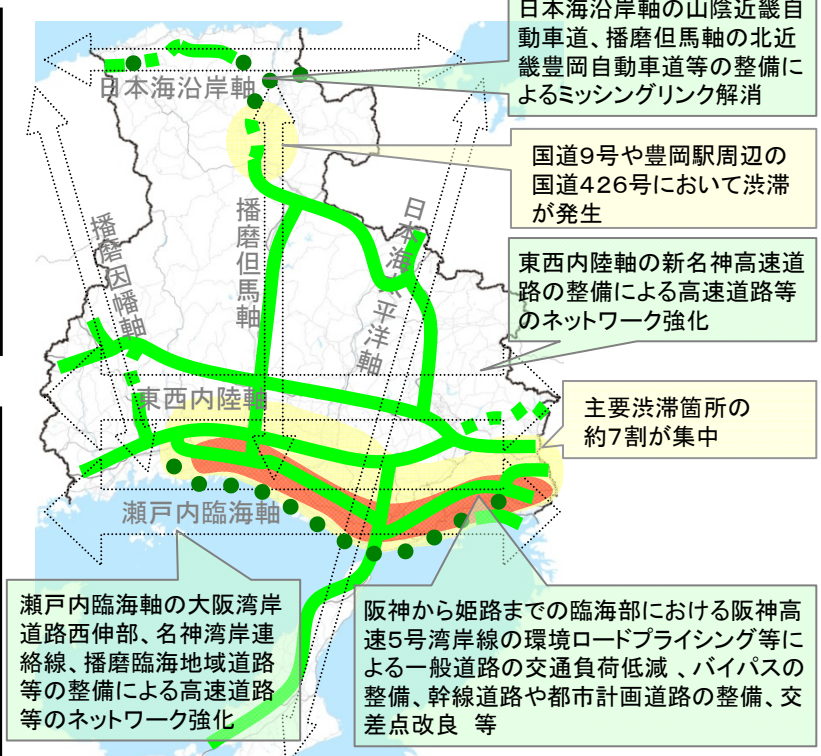 日本海沿岸軸の山陰近畿自
動車道、播磨但馬軸の北近
畿豊岡自動車道等の整備に
よるミッシングリンク解消
日本海沿岸軸
国道9号や豊岡駅周辺の
国道426号において渋滞
が発生
播磨因幡軸
播磨但馬軸
日本海太平洋軸
東西内陸軸の新名神高速道
路の整備による高速道路等
のネットワーク強化
東西内陸軸
主要渋滞箇所の
約7割が集中
瀬戸内臨海軸
瀬戸内臨海軸の大阪湾岸
道路西伸部、名神湾岸連
絡線、播磨臨海地域道路
等の整備による高速道路
等のネットワーク強化
阪神から姫路までの臨海部における阪神高
速5号湾岸線の環境ロードプライシング等に
よる一般道路の交通負荷低減 、バイパスの
整備、幹線道路や都市計画道路の整備、交
差点改良 等